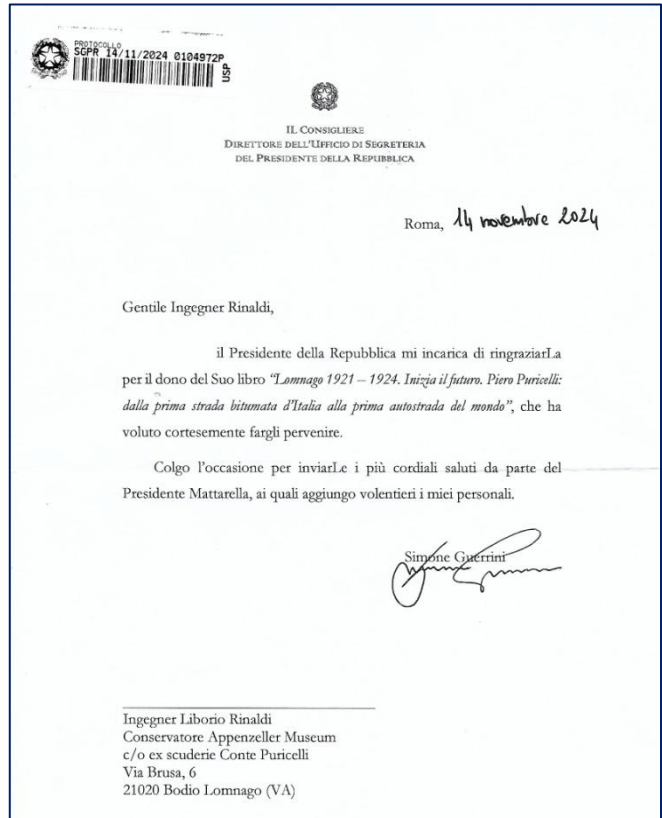 PROTOCOLLO
SGPR 14/11/2024 0104972P
USP
IL CONSIGLIERE
DIRETTORE DELL'UFFICIO DI SEGRETERIA
DEL PRESIDENTE DELLA REPUBBLICA
Roma, 14 novembre 2024
Gentile Ingegner Rinaldi,
il Presidente della Repubblica mi incarica di ringraziarLa
per il dono del Suo libro “Lomnago 1921 – 1924. Inizia il futuro. Piero Puricelli:
dalla prima strada bitumata d'Italia alla prima autostrada del mondo”, che ha
voluto cortesemente fargli pervenire.
Colgo l'occasione per inviarLe i più cordiali saluti da parte del
Presidente Mattarella, ai quali aggiungo volentieri i miei personali.
Simone Guerrini
Ingegner Liborio Rinaldi
Conservatore Appenzeller Museum
c/o ex scuderie Conte Puricelli
Via Brusa, 6
21020 Bodio Lomnago (VA)